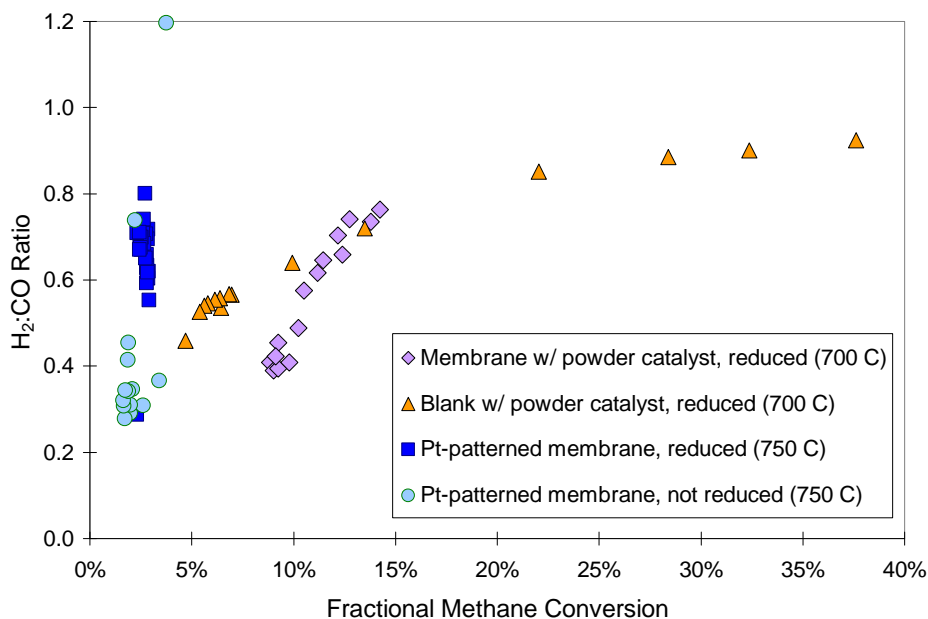 1.2
1.0
0.8
0.6
0.4
0.2
0.0
H₂:CO Ratio
Membrane w/ powder catalyst, reduced (700 C)
Blank w/ powder catalyst, reduced (700 C)
Pt-patterned membrane, reduced (750 C)
Pt-patterned membrane, not reduced (750 C)
0% 5% 10% 15% 20% 25% 30% 35% 40%
Fractional Methane Conversion